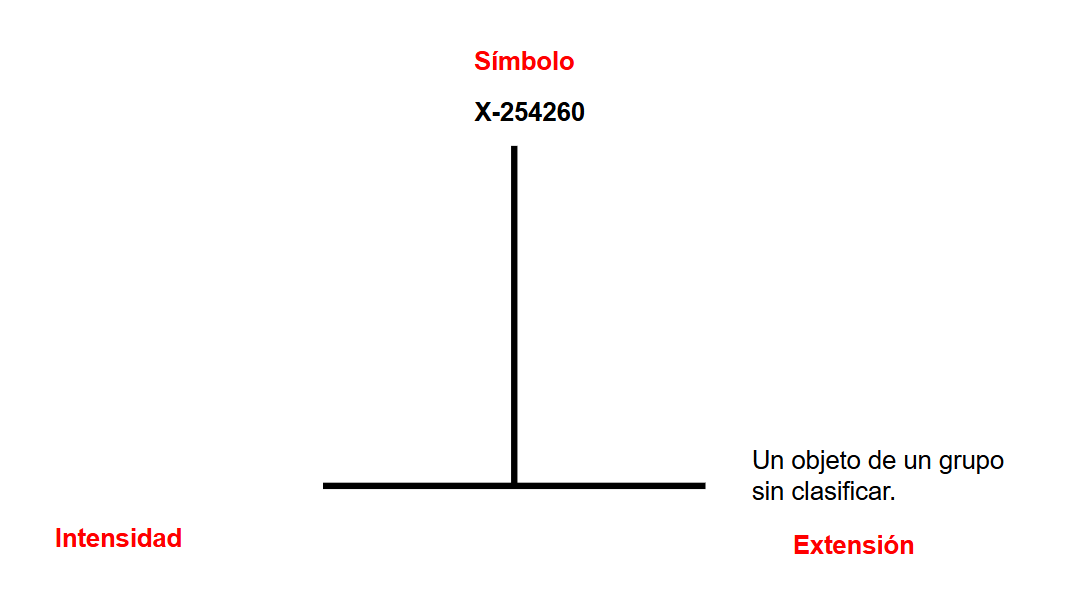 Símbolo
X-254260
Un objeto de un grupo
sin clasificar.
Intensidad
Extensión